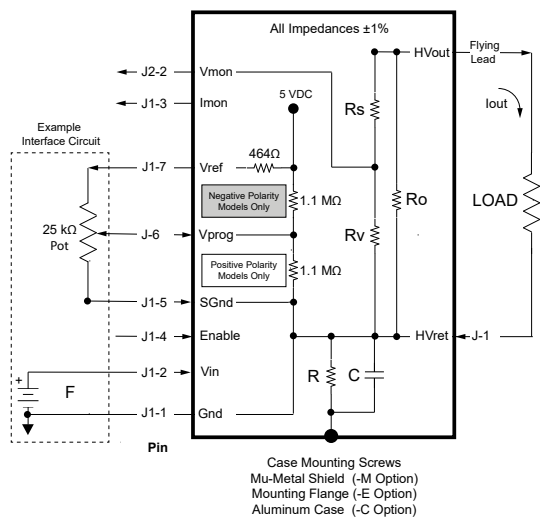 All Impedances ±1%
J2-2
Vmon
HVout
Flying
Lead
J1-3
Imon
5 VDC
Rs
Iout
Example
Interface Circuit
J1-7
Vref
464Ω
Negative Polarity
Models Only
1.1 MΩ
Ro
LOAD
25 kΩ
Pot
J-6
Vprog
Rv
Positive Polarity
Models Only
1.1 MΩ
J1-5
SGnd
J1-4
Enable
HVret
J-1
J1-2
Vin
+
F
R
C
J1-1
Gnd
Pin
Case Mounting Screws
Mu-Metal Shield (-M Option)
Mounting Flange (-E Option)
Aluminum Case (-C Option)